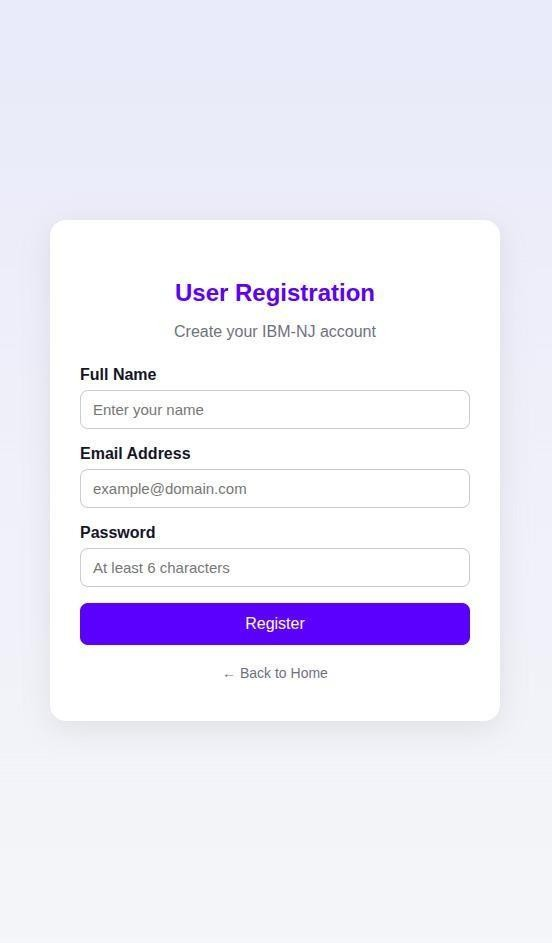 User Registration
Create your IBM-NJ account
Full Name
Enter your name
Email Address
example@domain.com
Password
At least 6 characters
Register
← Back to Home